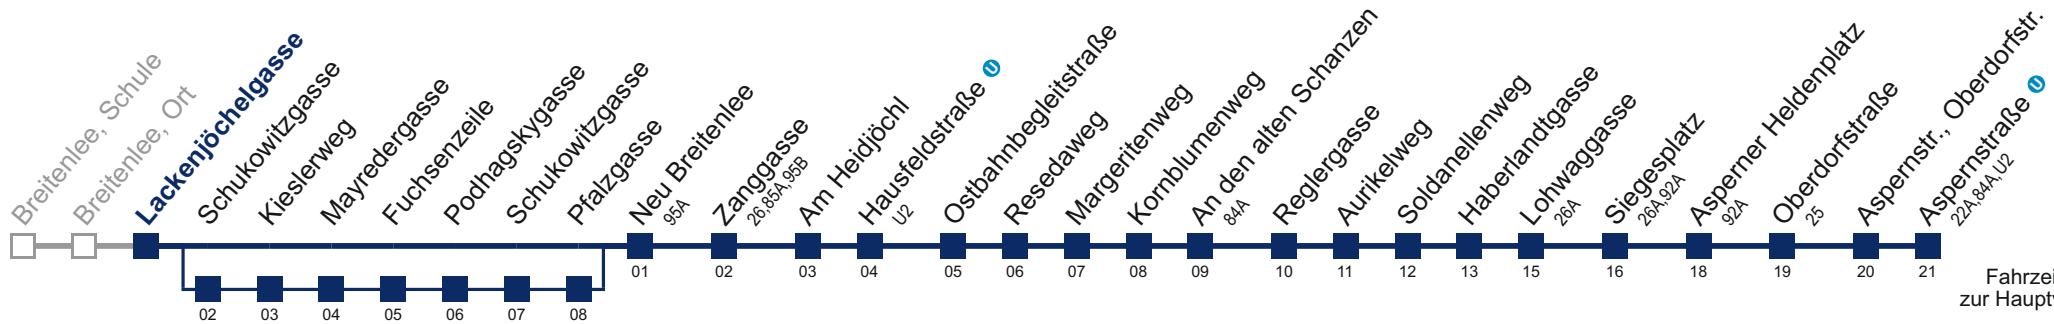 Breitenlee, Schule
Breitenlee, Ort
Lackenjöchelgasse
Schukowitzgasse
Kieslerweg
Mayredergasse
Fuchsenzeile
Podhagskygasse
Schukowitzgasse
Pfalzgasse
Neu Breitenlee
95A
Zanggasse
26,85A,95B
Am Heidjöchl
Hausfeldstraße U
U2
Ostbahnbegleitstraße
Resedaweg
Margeritenweg
Kornblumenweg
An den alten Schanzen
84A
Reglergasse
Aurikelweg
Soldanellenweg
Haberlandtgasse
Lohwaggasse
26A
Siegesplatz
26A,92A
Asperner Heldenplatz
92A
Oberdorfstraße
25
Aspernstr., Oberdorfstr.
Aspernstraße U
22A,84A,U2
01 02 03 04 05 06 07 08 09 10 11 12 13 15 16 18 19 20 21
02 03 04 05 06 07 08
Fahrzei
zur Hauptv